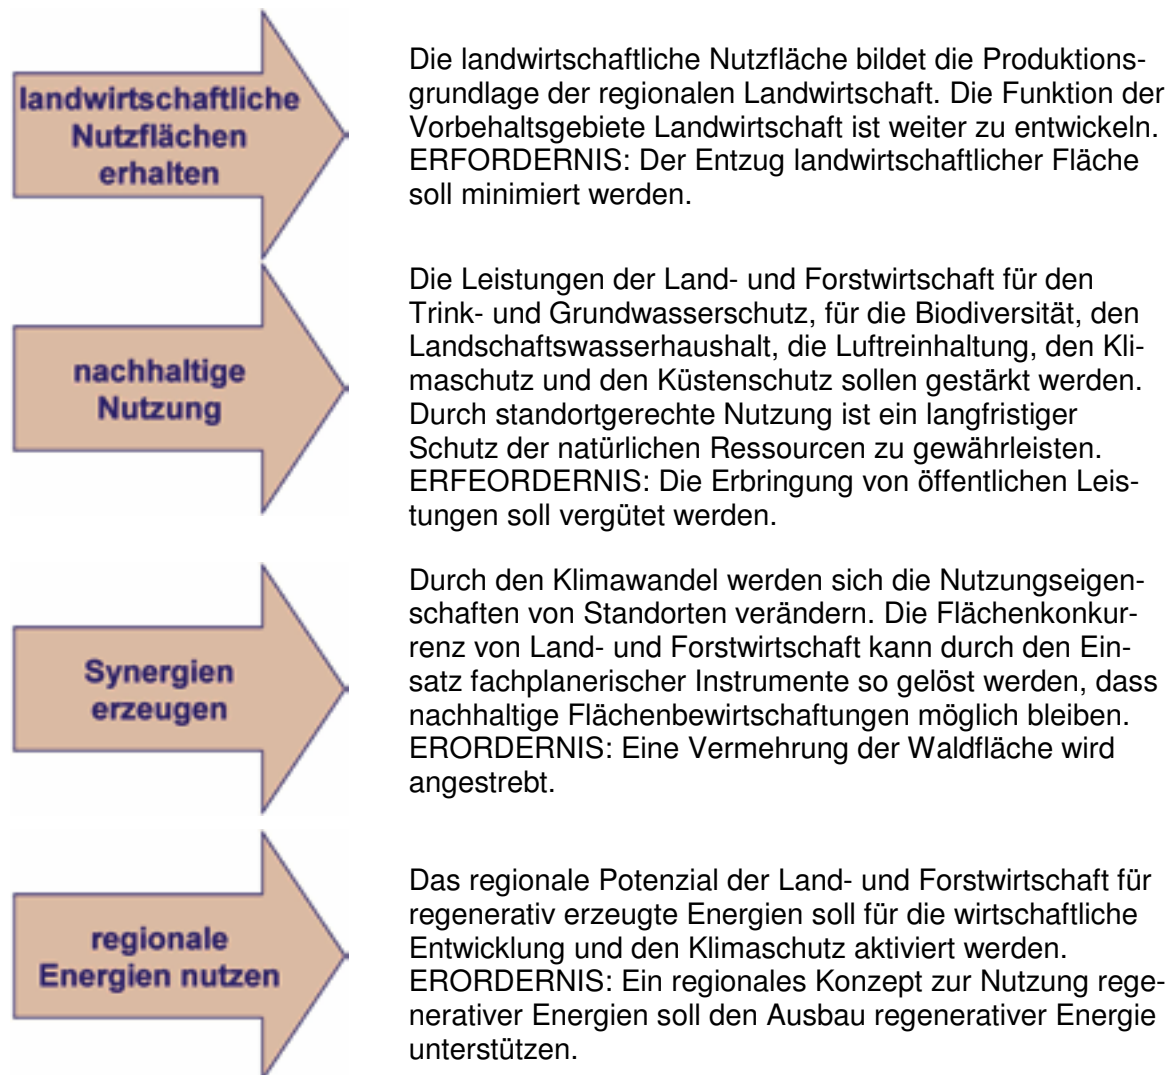 landwirtschaftliche
Nutzflächen
erhalten
Die landwirtschaftliche Nutzfläche bildet die Produktions-
grundlage der regionalen Landwirtschaft. Die Funktion der
Vorbehaltsgebiete Landwirtschaft ist weiter zu entwickeln.
ERFORDERNIS: Der Entzug landwirtschaftlicher Fläche
soll minimiert werden.
nachhaltige
Nutzung
Die Leistungen der Land- und Forstwirtschaft für den
Trink- und Grundwasserschutz, für die Biodiversität, den
Landschaftswasserhaushalt, die Luftreinhaltung, den Kli-
maschutz und den Küstenschutz sollen gestärkt werden.
Durch standortgerechte Nutzung ist ein langfristiger
Schutz der natürlichen Ressourcen zu gewährleisten.
ERFEORDERNIS: Die Erbringung von öffentlichen Leis-
tungen soll vergütet werden.
Synergien
erzeugen
Durch den Klimawandel werden sich die Nutzungseigen-
schaften von Standorten verändern. Die Flächenkonkur-
renz von Land- und Forstwirtschaft kann durch den Ein-
satz fachplanerischer Instrumente so gelöst werden, dass
nachhaltige Flächenbewirtschaftungen möglich bleiben.
ERORDERNIS: Eine Vermehrung der Waldfläche wird
angestrebt.
regionale
Energien nutzen
Das regionale Potenzial der Land- und Forstwirtschaft für
regenerativ erzeugte Energien soll für die wirtschaftliche
Entwicklung und den Klimaschutz aktiviert werden.
ERORDERNIS: Ein regionales Konzept zur Nutzung rege-
nerativer Energien soll den Ausbau regenerativer Energie
unterstützen.